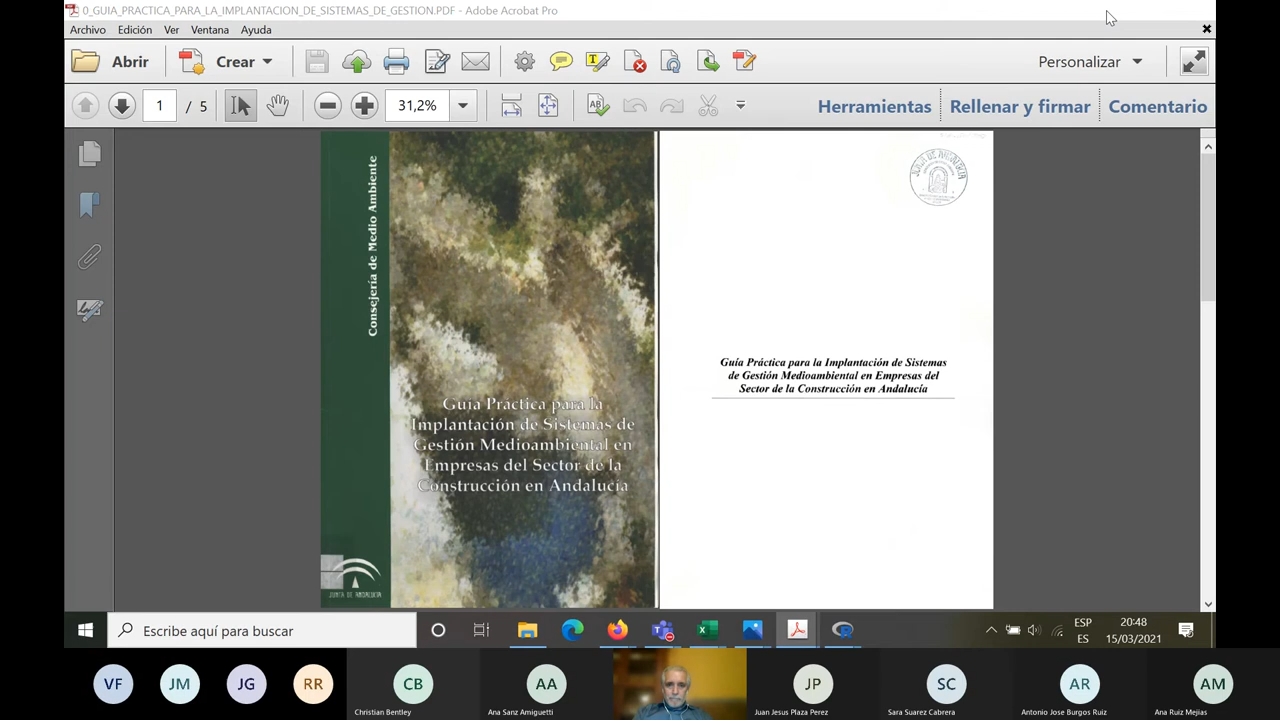 0_GUIA_PRACTICA_PARA_LA_IMPLANTACION_DE_SISTEMAS_DE_GESTION.PDF - Adobe Acrobat Pro
Archivo Edición Ver Ventana Ayuda
Abrir Crear Personalizar
1 / 5 31,2% Herramientas Rellenar y firmar Comentario
Consejería de Medio Ambiente
Guía Práctica para la
Implantación de Sistemas de
Gestión Medioambiental en
Empresas del Sector de la
Construcción en Andalucía
JUNTA DE ANDALUCIA
JUNTA DE ANDALUCIA
Guía Práctica para la Implantación de Sistemas
de Gestión Medioambiental en Empresas del
Sector de la Construcción en Andalucía
Escribe aquí para buscar
ESP
ES
20:48
15/03/2021
VF JM JG RR CB AA JP SC AR AM
Christian Bentley Ana Sanz Amiguetti Juan Jesus Plaza Perez Sara Suarez Cabrera Antonio Jose Burgos Ruiz Ana Ruiz Mejias